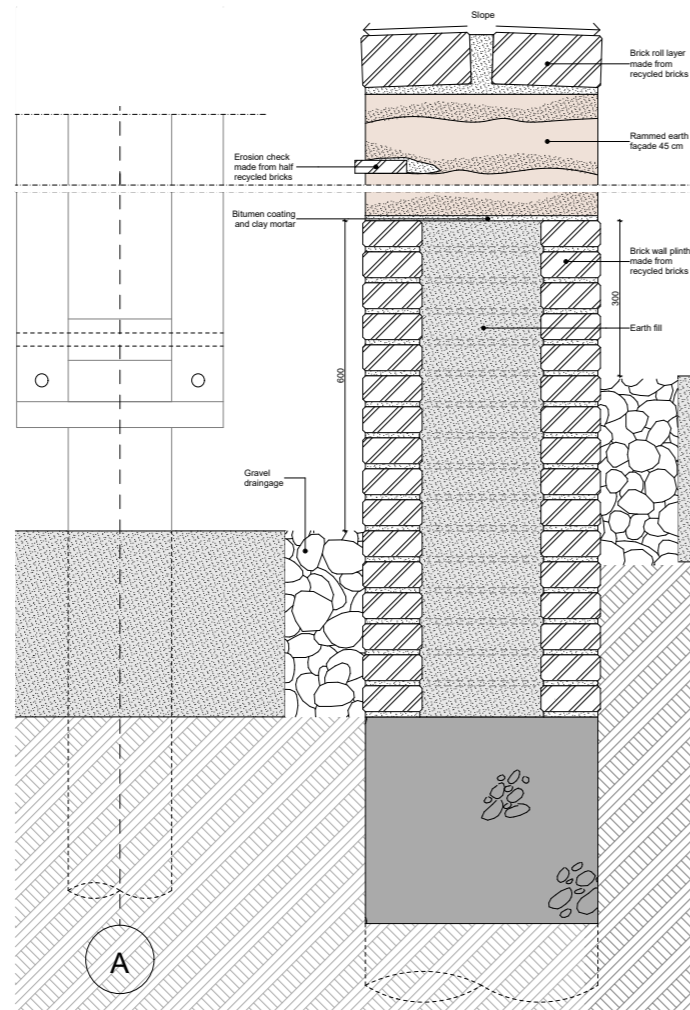 Slope
Brick roll layer
made from
recycled bricks
Rammed earth
façade 45 cm
Erosion check
made from half
recycled bricks
Bitumen coating
and clay mortar
Brick wall plinth
made from
recycled bricks
300
Earth fill
600
Gravel
draingage
A